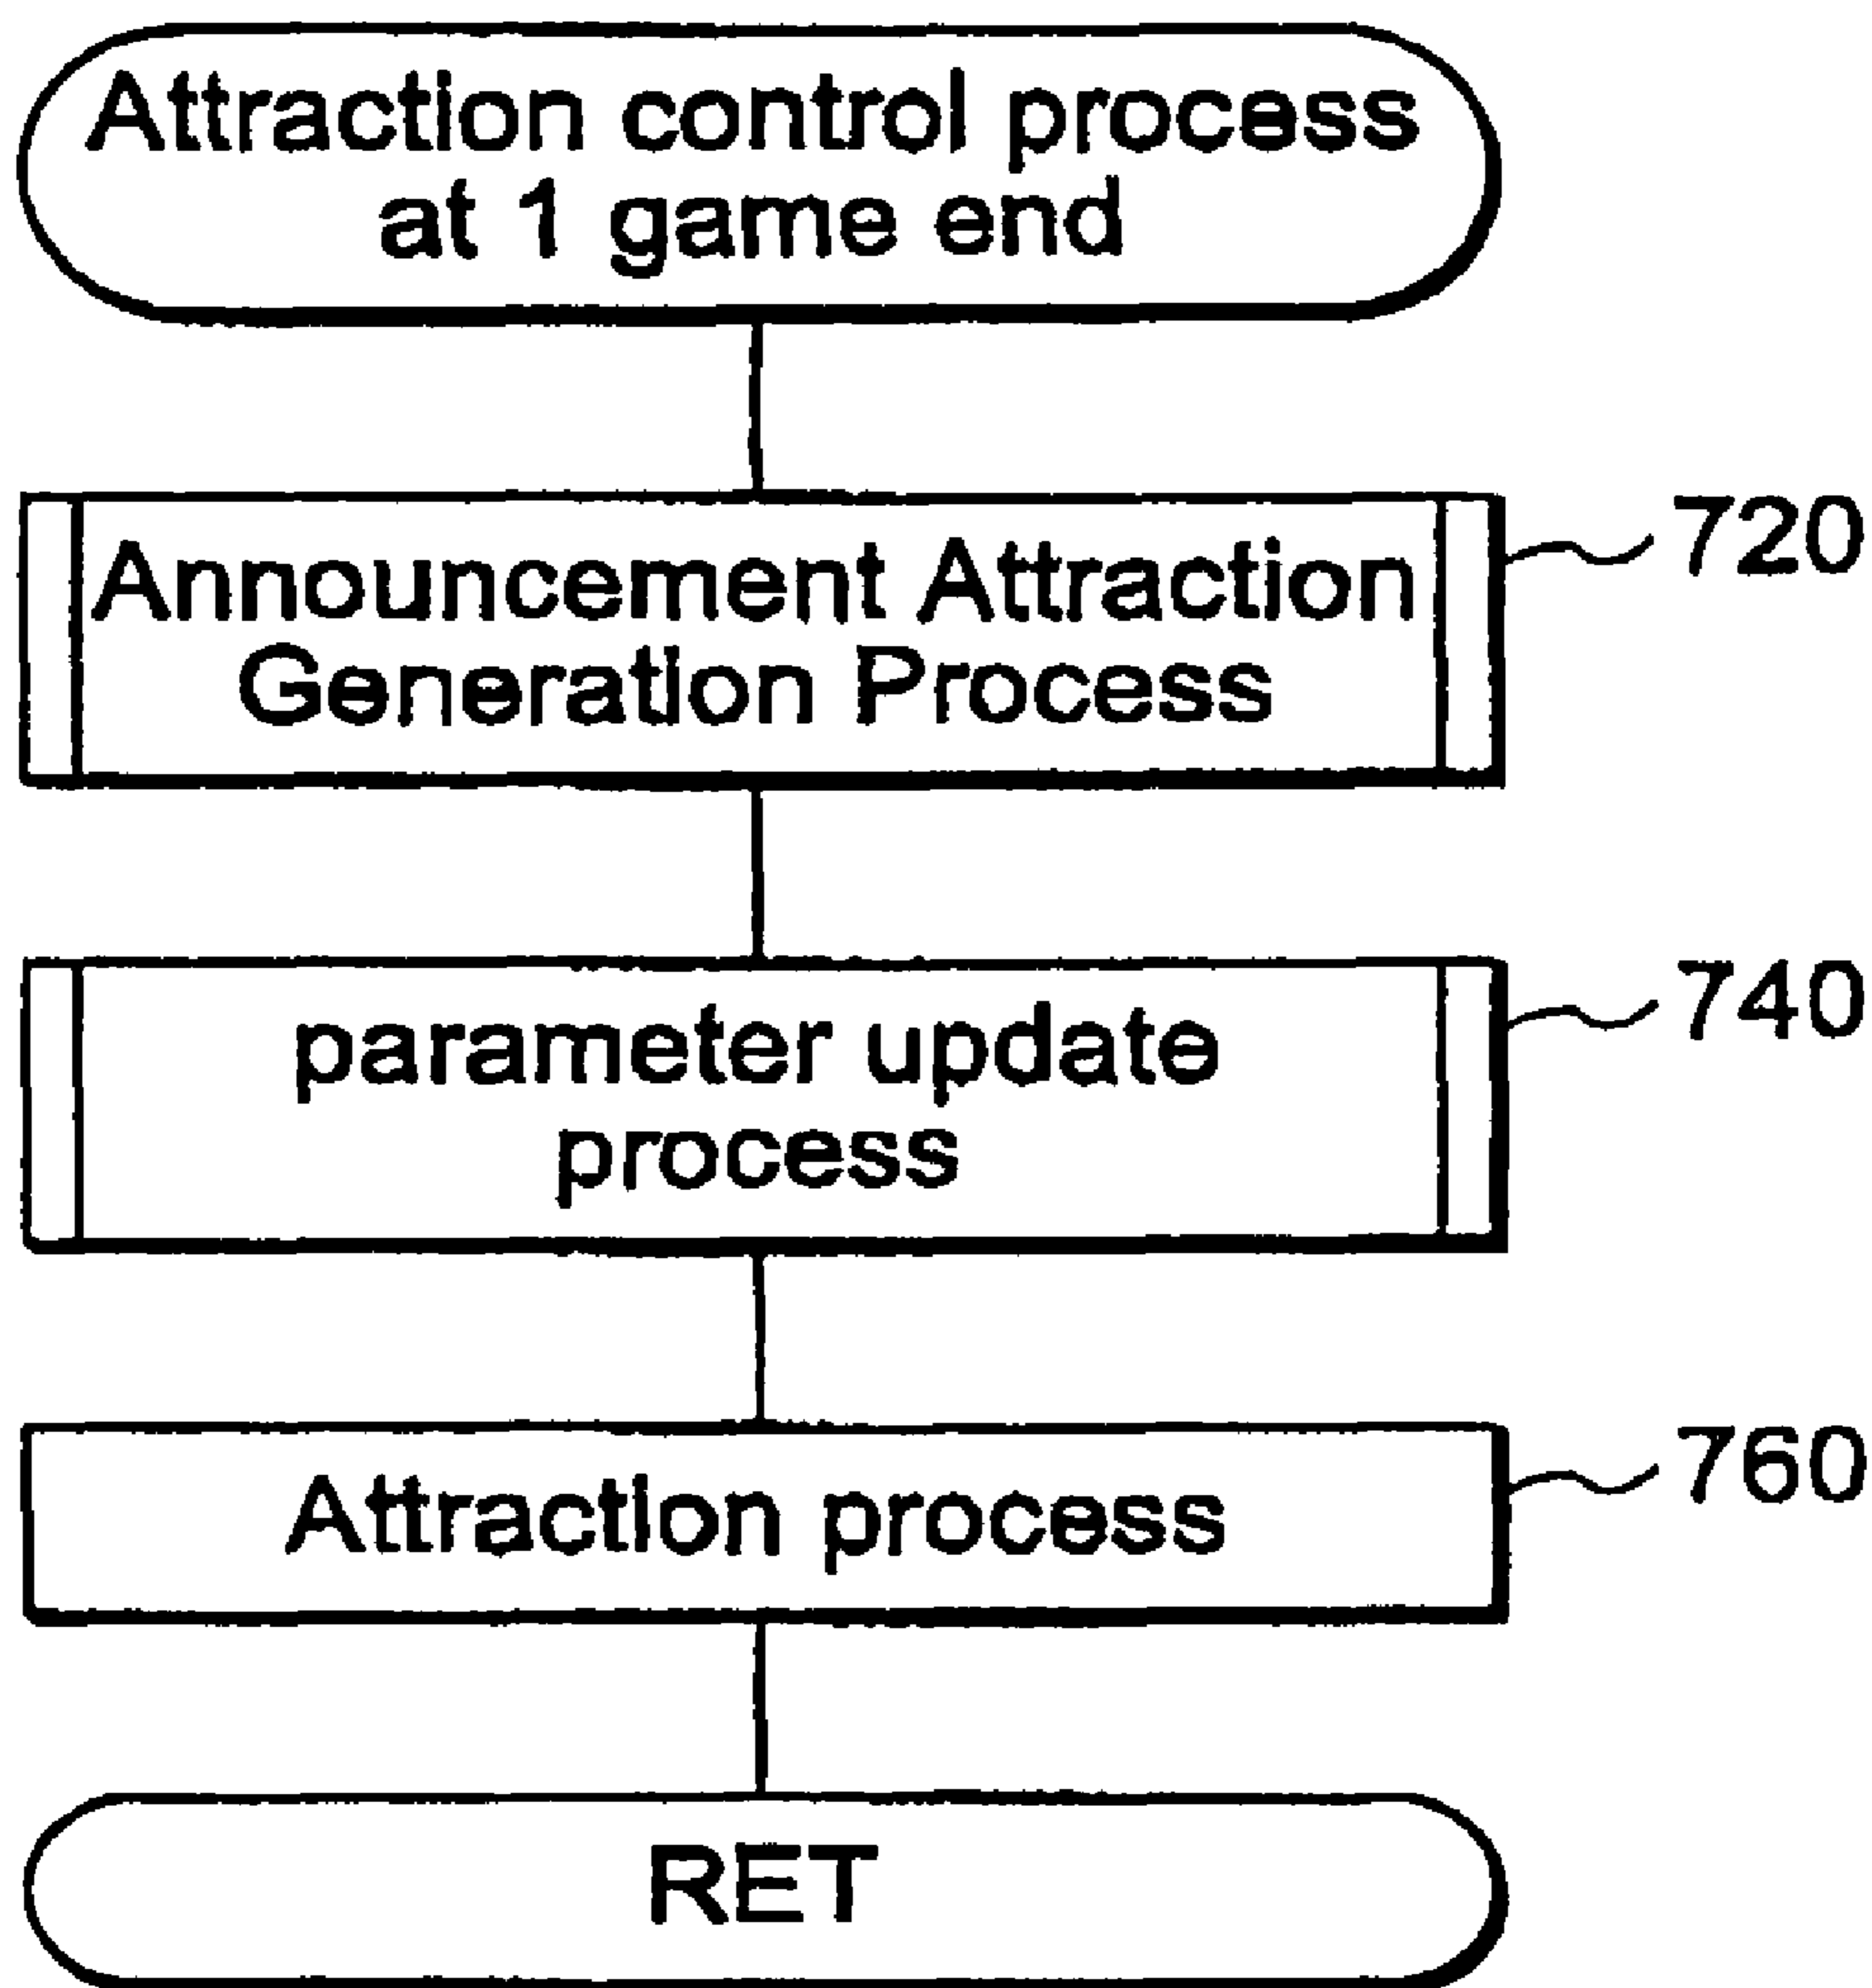 Attraction control process
at 1 game end
Announcement Attraction
Generation Process
720
parameter update
process
740
Attraction process
760
RET